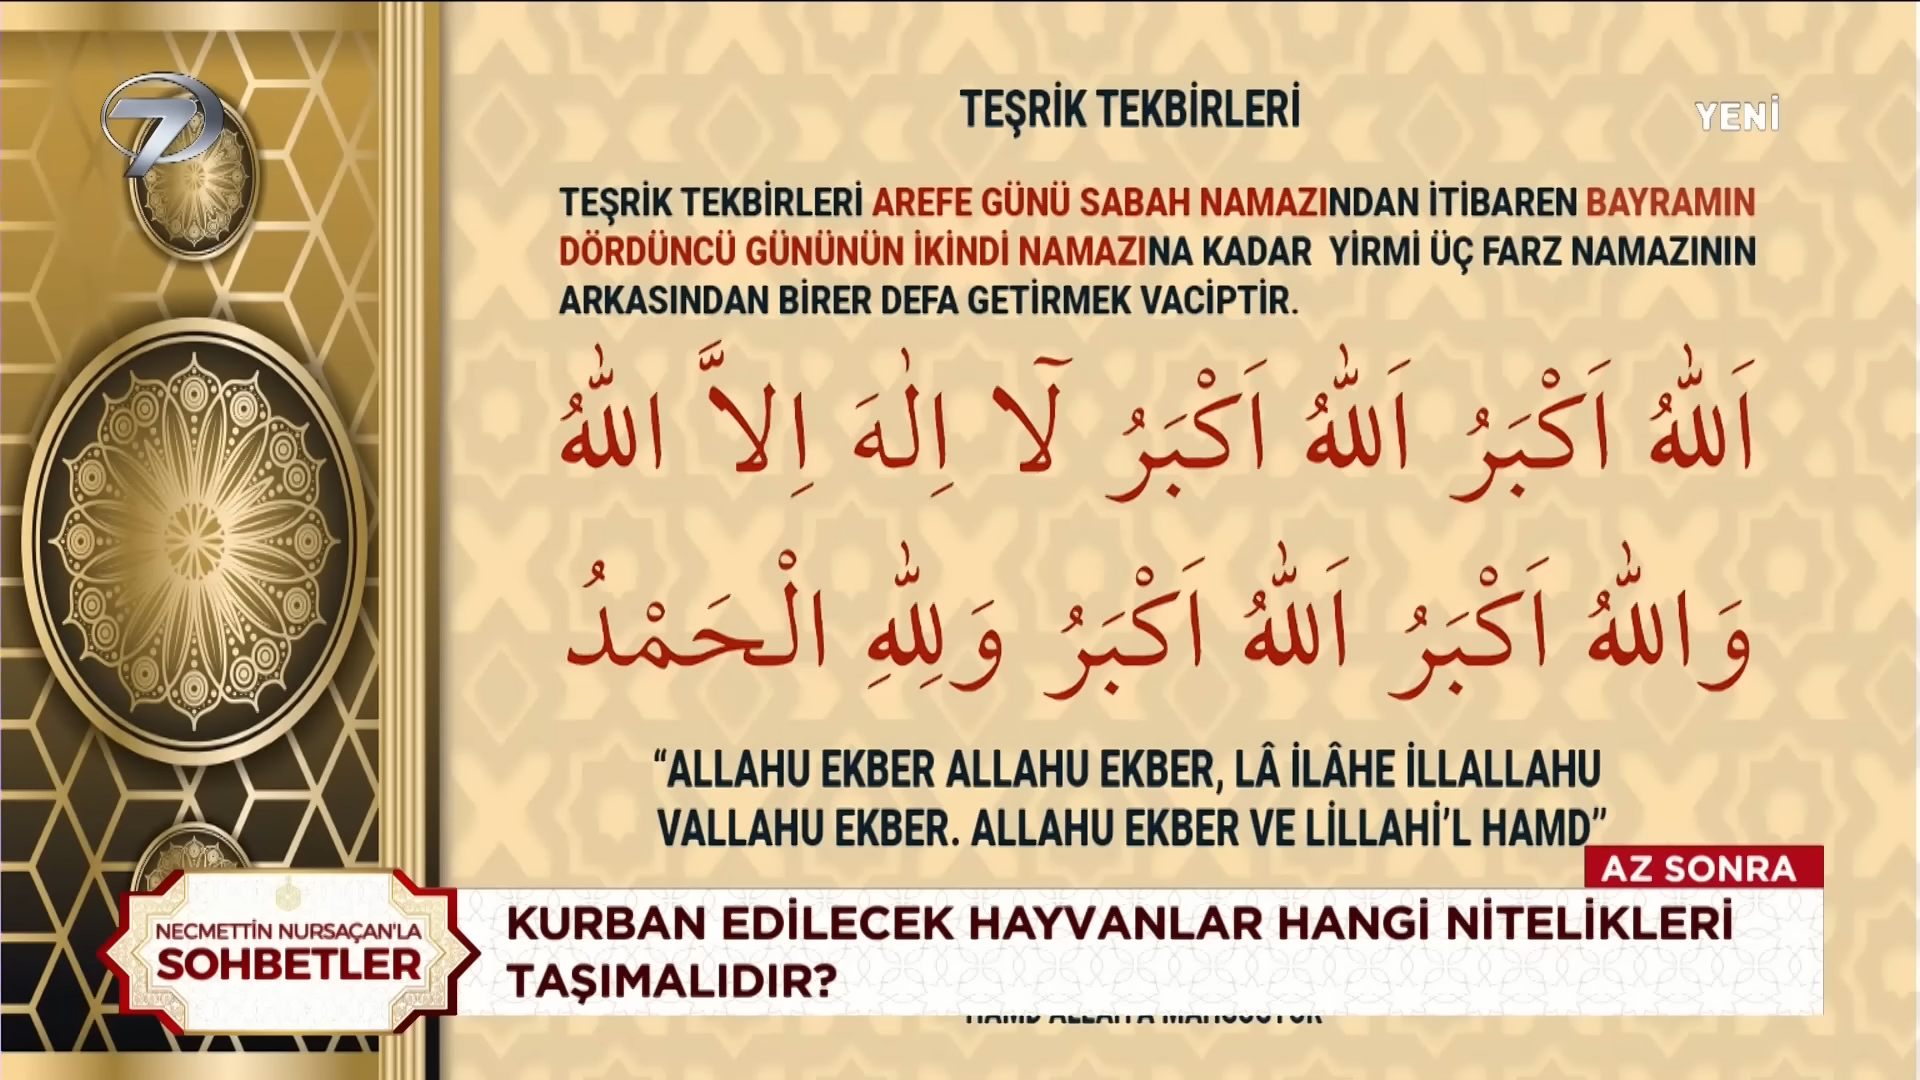 7
TEŞRİK TEKBİRLERİ
YENİ
TEŞRİK TEKBİRLERİ AREFE GÜNÜ SABAH NAMAZINDAN İTİBAREN BAYRAMIN
DÖRDÜNCÜ GÜNÜNÜN İKİNDİ NAMAZINA KADAR YİRMİ ÜÇ FARZ NAMAZININ
ARKASINDAN BİRER DEFA GETİRMEK VACİPTİR.
اَللّٰهُ اَكْبَرُ اَللّٰهُ اَكْبَرُ لَٓا اِلٰهَ اِلاَّ اللّٰهُ
وَاللّٰهُ اَكْبَرُ اَللّٰهُ اَكْبَرُ وَلِلّٰهِ الْحَمْدُ
“ALLAHU EKBER ALLAHU EKBER, LÂ İLÂHE İLLALLAHU
VALLAHU EKBER. ALLAHU EKBER VE LİLLAHİ’L HAMD”
AZ SONRA
NECMETTİN NURSAÇAN'LA
SOHBETLER
KURBAN EDİLECEK HAYVANLAR HANGİ NİTELİKLERİ
TAŞIMALIDIR?